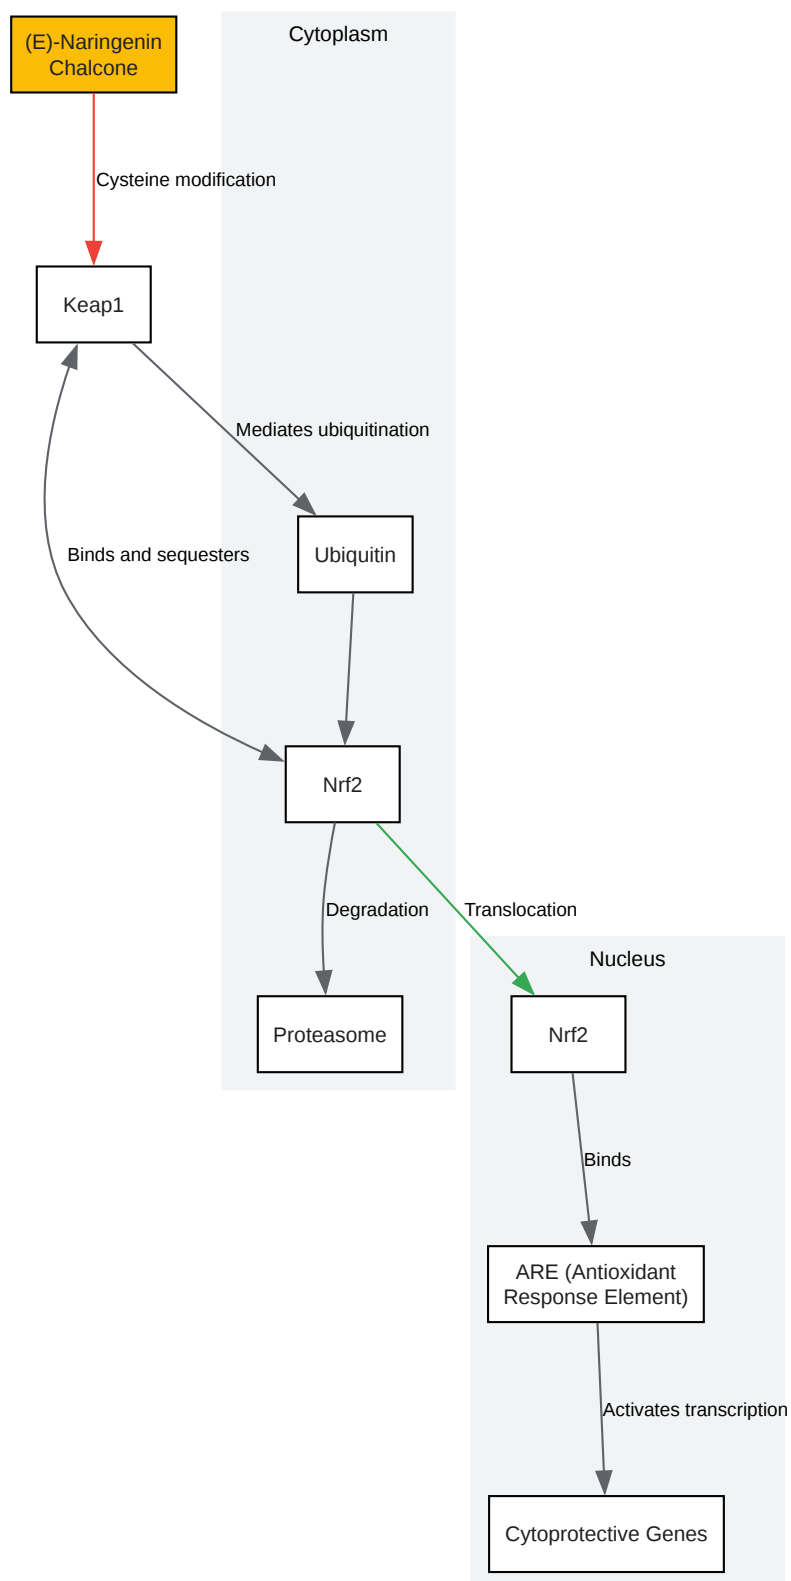 (E)-Naringenin
Chalcone
Cytoplasm
Cysteine modification
Keap1
Mediates ubiquitination
Binds and sequesters
Ubiquitin
Nrf2
Degradation
Translocation
Nucleus
Proteasome
Nrf2
Binds
ARE (Antioxidant
Response Element)
Activates transcription
Cytoprotective Genes